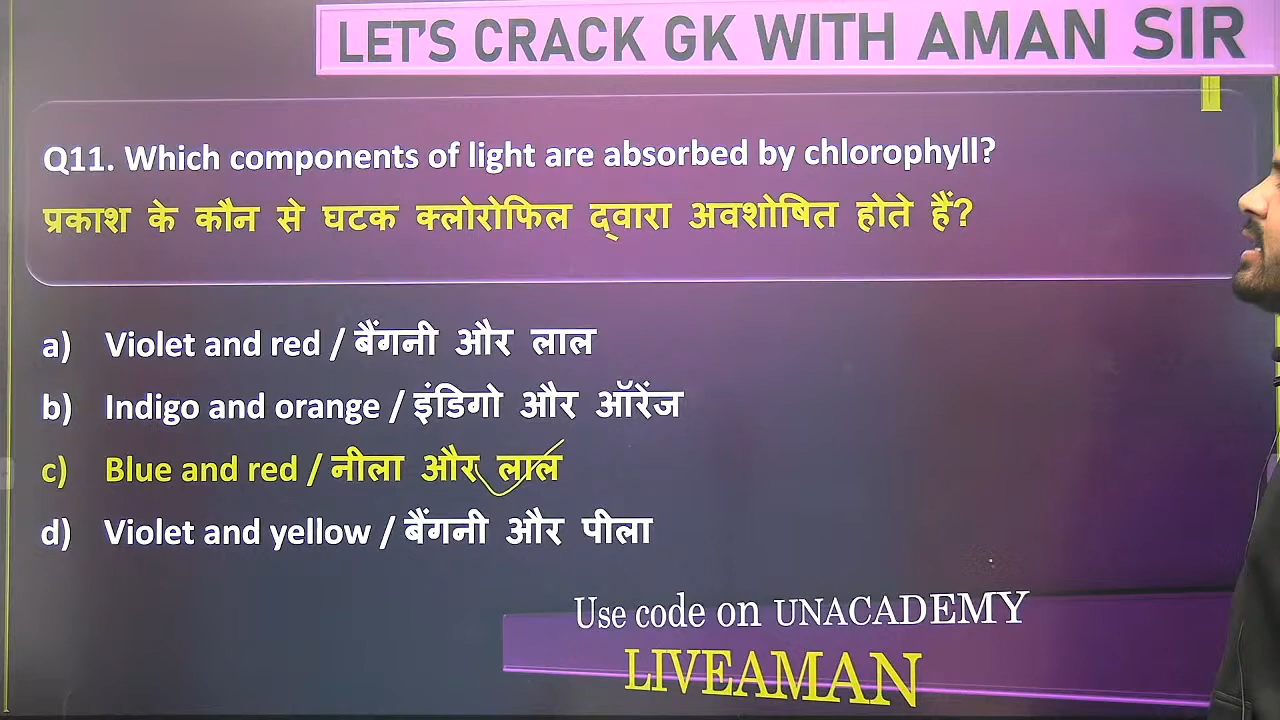 LET'S CRACK GK WITH AMAN SIR
Q11. Which components of light are absorbed by chlorophyll?
प्रकाश के कौन से घटक क्लोरोफिल द्वारा अवशोषित होते हैं?
a) Violet and red / बैंगनी और लाल
b) Indigo and orange / इंडिगो और ऑरेंज
c) Blue and red / नीला और लाल
d) Violet and yellow / बैंगनी और पीला
Use code on UNACADEMY
LIVEAMAN